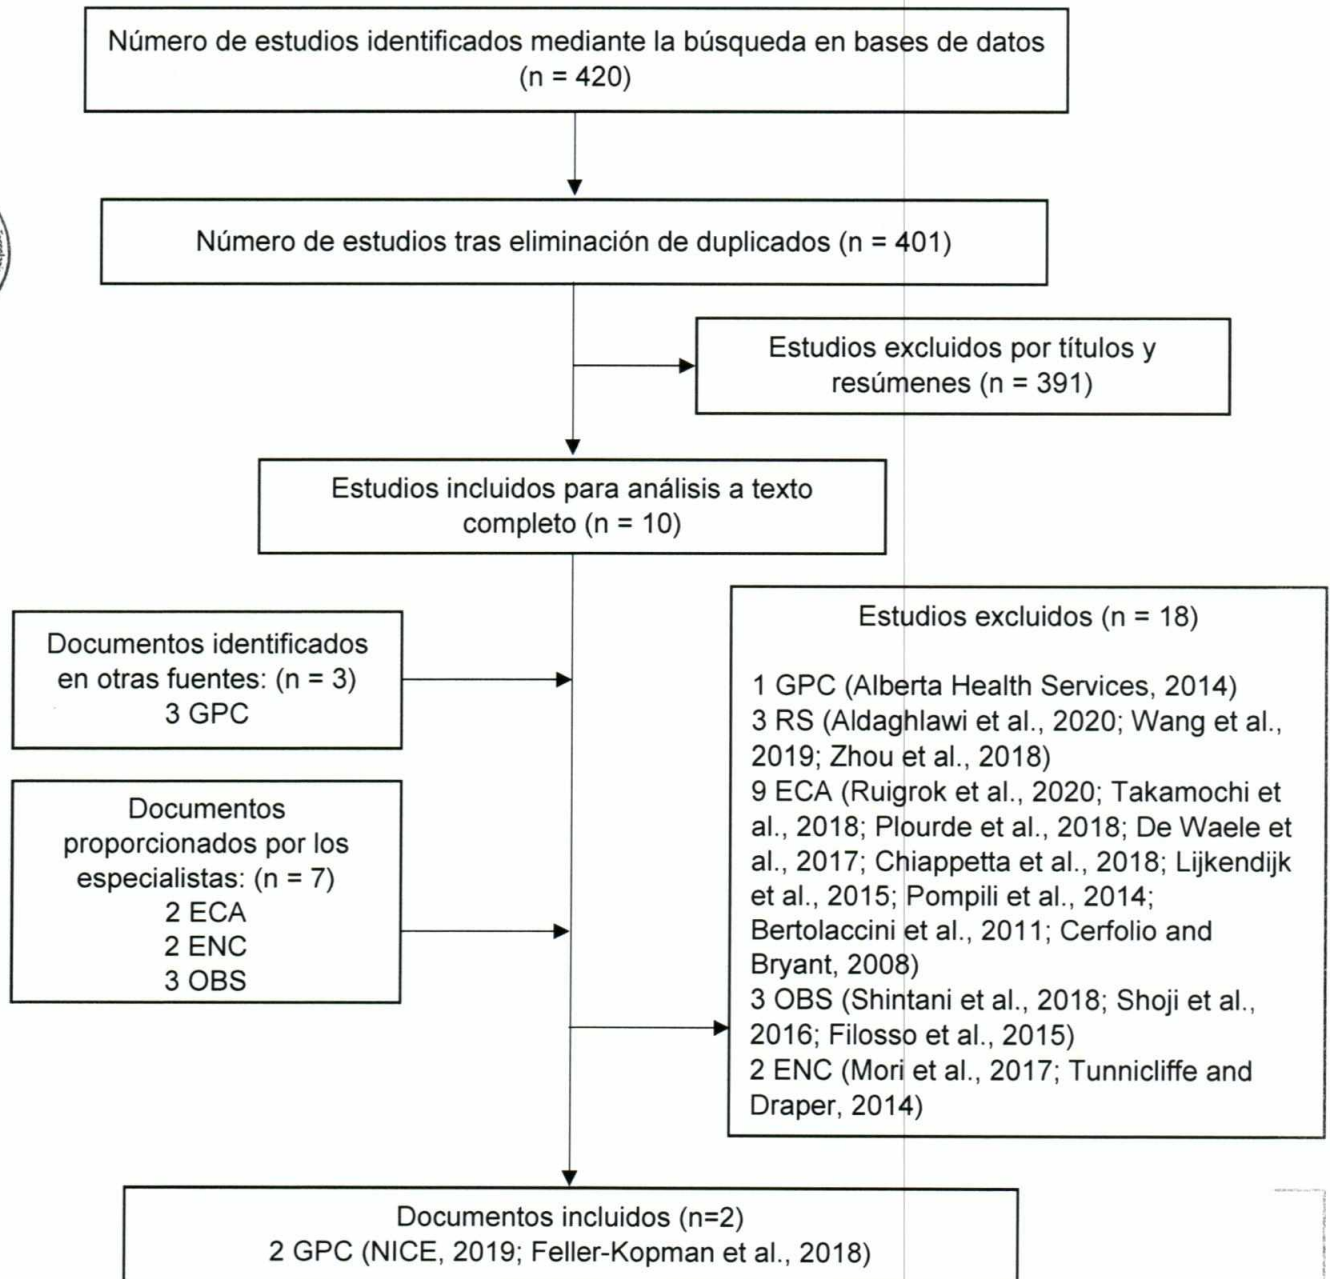 Número de estudios identificados mediante la búsqueda en bases de datos
(n = 420)
Número de estudios tras eliminación de duplicados (n = 401)
Estudios excluidos por títulos y
resúmenes (n = 391)
Estudios incluidos para análisis a texto
completo (n = 10)
Documentos identificados
en otras fuentes: (n = 3)
3 GPC
Documentos
proporcionados por los
especialistas: (n = 7)
2 ECA
2 ENC
3 OBS
Estudios excluidos (n = 18)
1 GPC (Alberta Health Services, 2014)
3 RS (Aldaghlawi et al., 2020; Wang et al.,
2019; Zhou et al., 2018)
9 ECA (Ruigrok et al., 2020; Takamochi et
al., 2018; Plourde et al., 2018; De Waele et
al., 2017; Chiappetta et al., 2018; Lijkendijk
et al., 2015; Pompili et al., 2014;
Bertolaccini et al., 2011; Cerfolio and
Bryant, 2008)
3 OBS (Shintani et al., 2018; Shoji et al.,
2016; Filosso et al., 2015)
2 ENC (Mori et al., 2017; Tunnicliffe and
Draper, 2014)
Documentos incluidos (n=2)
2 GPC (NICE, 2019; Feller-Kopman et al., 2018)